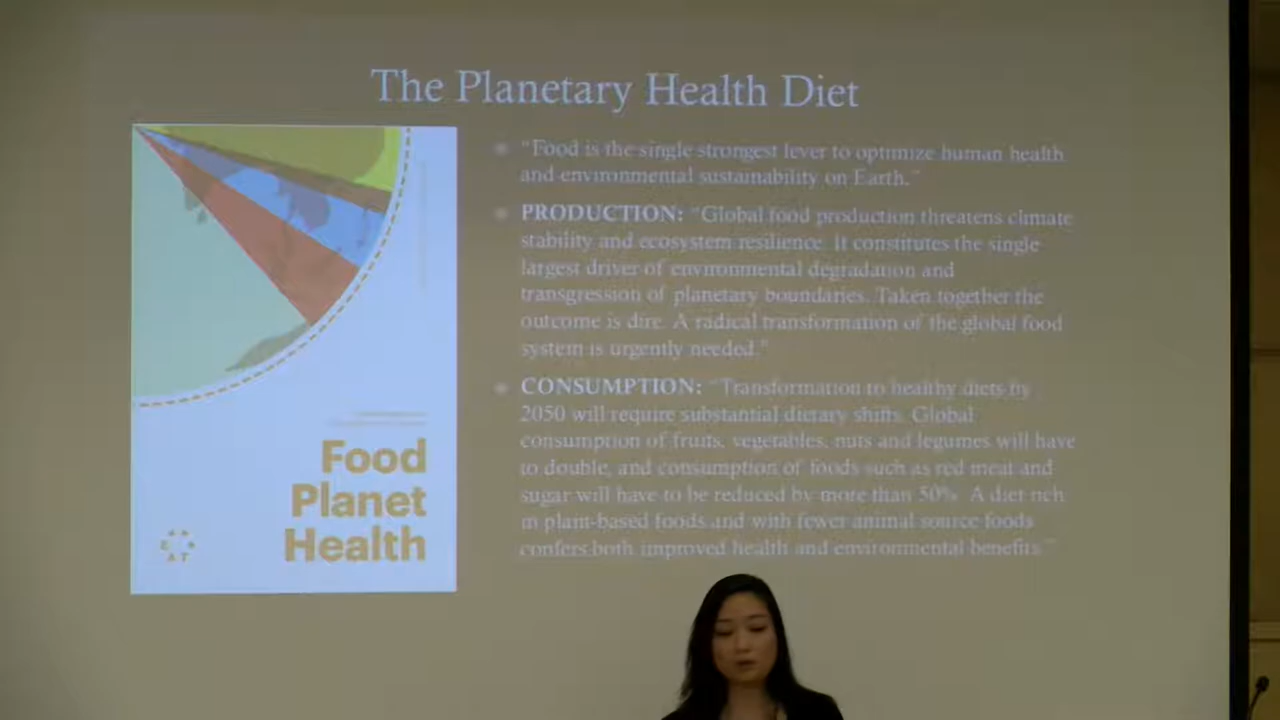 The Planetary Health Diet
"Food is the single strongest lever to optimize human health
and environmental sustainability on Earth."
PRODUCTION: "Global food production threatens climate
stability and ecosystem resilience. It constitutes the single
largest driver of environmental degradation and
transgression of planetary boundaries. Taken together the
outcome is dire. A radical transformation of the global food
system is urgently needed."
CONSUMPTION: "Transformation to healthy diets by
2050 will require substantial dietary shifts. Global
consumption of fruits, vegetables, nuts and legumes will have
to double, and consumption of foods such as red meat and
sugar will have to be reduced by more than 50%. A diet rich
in plant-based foods and with fewer animal source foods
confers both improved health and environmental benefits."
Food
Planet
Health
E AT